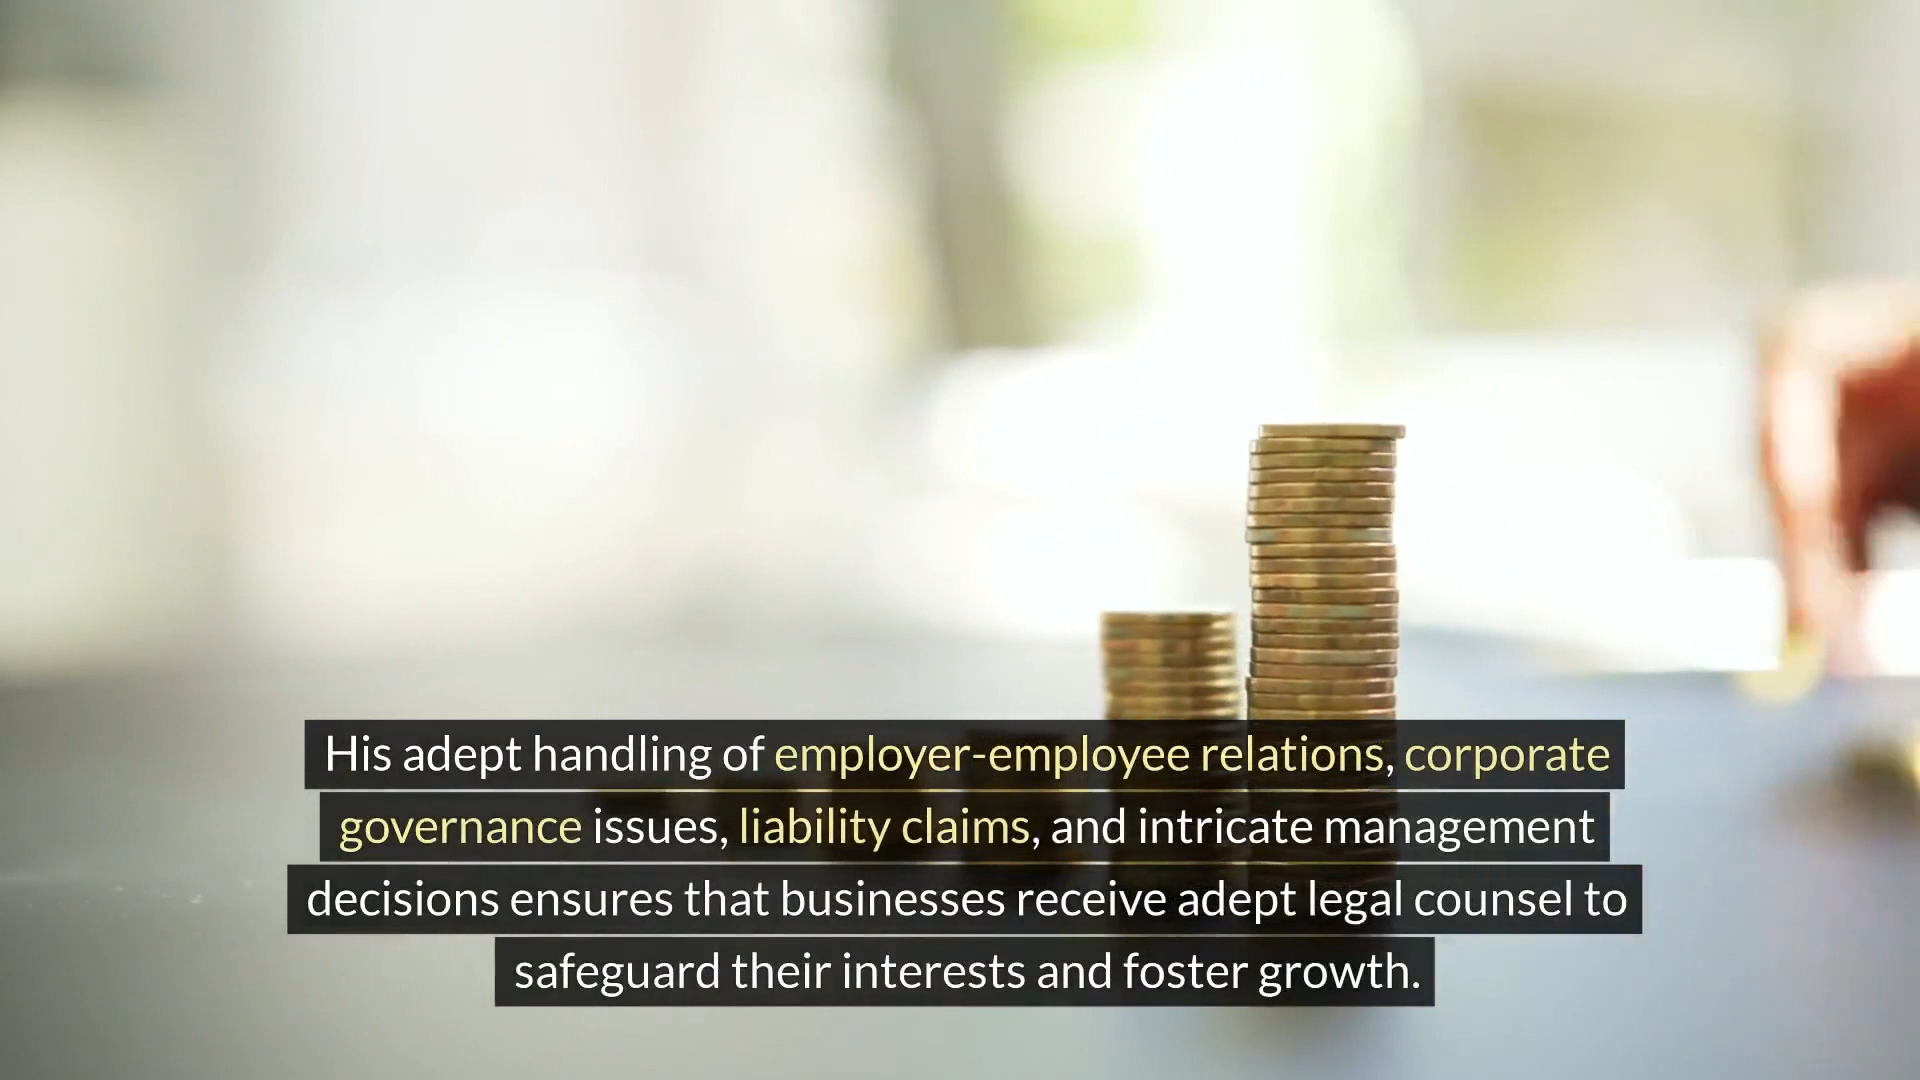 His adept handling of employer-employee relations, corporate
governance issues, liability claims, and intricate management
decisions ensures that businesses receive adept legal counsel to
safeguard their interests and foster growth.